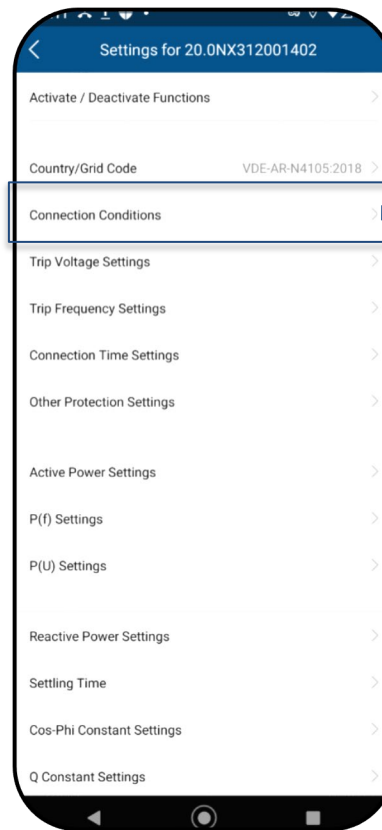 Settings for 20.0NX312001402
Activate / Deactivate Functions
Country/Grid Code VDE-AR-N4105:2018
Connection Conditions
Trip Voltage Settings
Trip Frequency Settings
Connection Time Settings
Other Protection Settings
Active Power Settings
P(f) Settings
P(U) Settings
Reactive Power Settings
Settling Time
Cos-Phi Constant Settings
Q Constant Settings